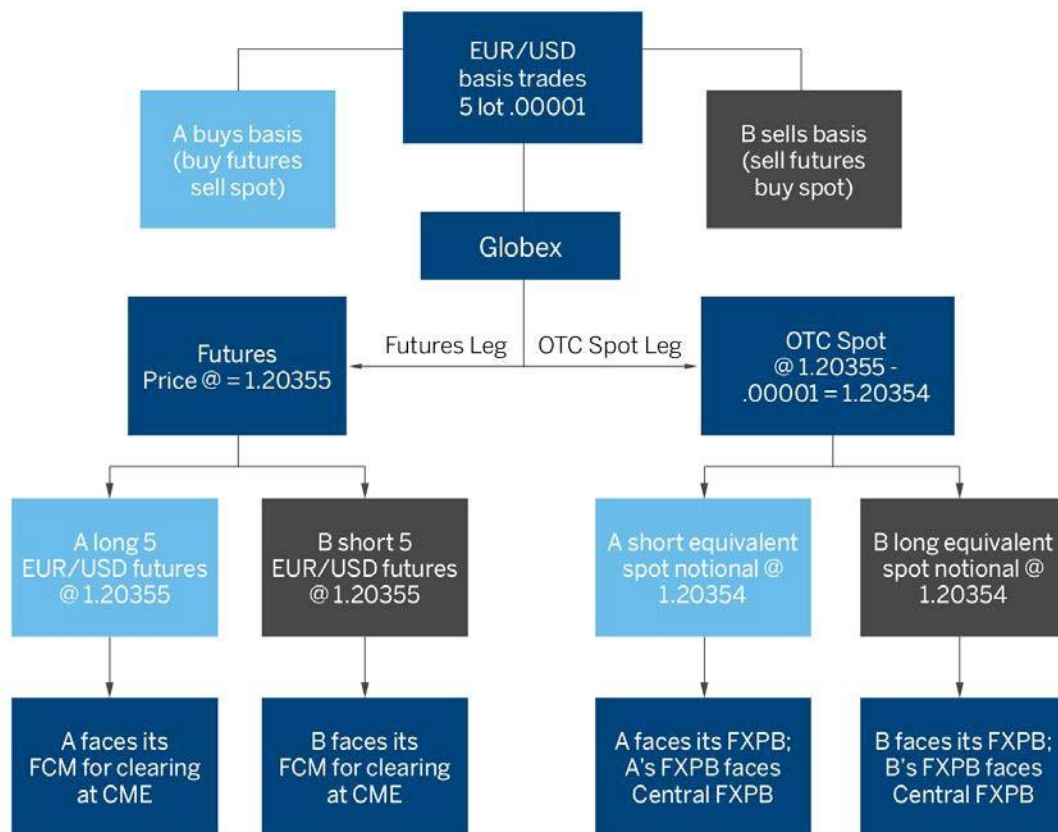 EUR/USD
basis trades
5 lot .00001
A buys basis
(buy futures
sell spot)
B sells basis
(sell futures
buy spot)
Globex
Futures Leg
OTC Spot Leg
Futures
Price @ = 1.20355
OTC Spot
@ 1.20355 -
.00001 = 1.20354
A long 5
EUR/USD futures
@ 1.20355
B short 5
EUR/USD futures
@ 1.20355
A short equivalent
spot notional @
1.20354
B long equivalent
spot notional @
1.20354
A faces its
FCM for clearing
at CME
B faces its
FCM for clearing
at CME
A faces its FXPB;
A's FXPB faces
Central FXPB
B faces its FXPB;
B's FXPB faces
Central FXPB